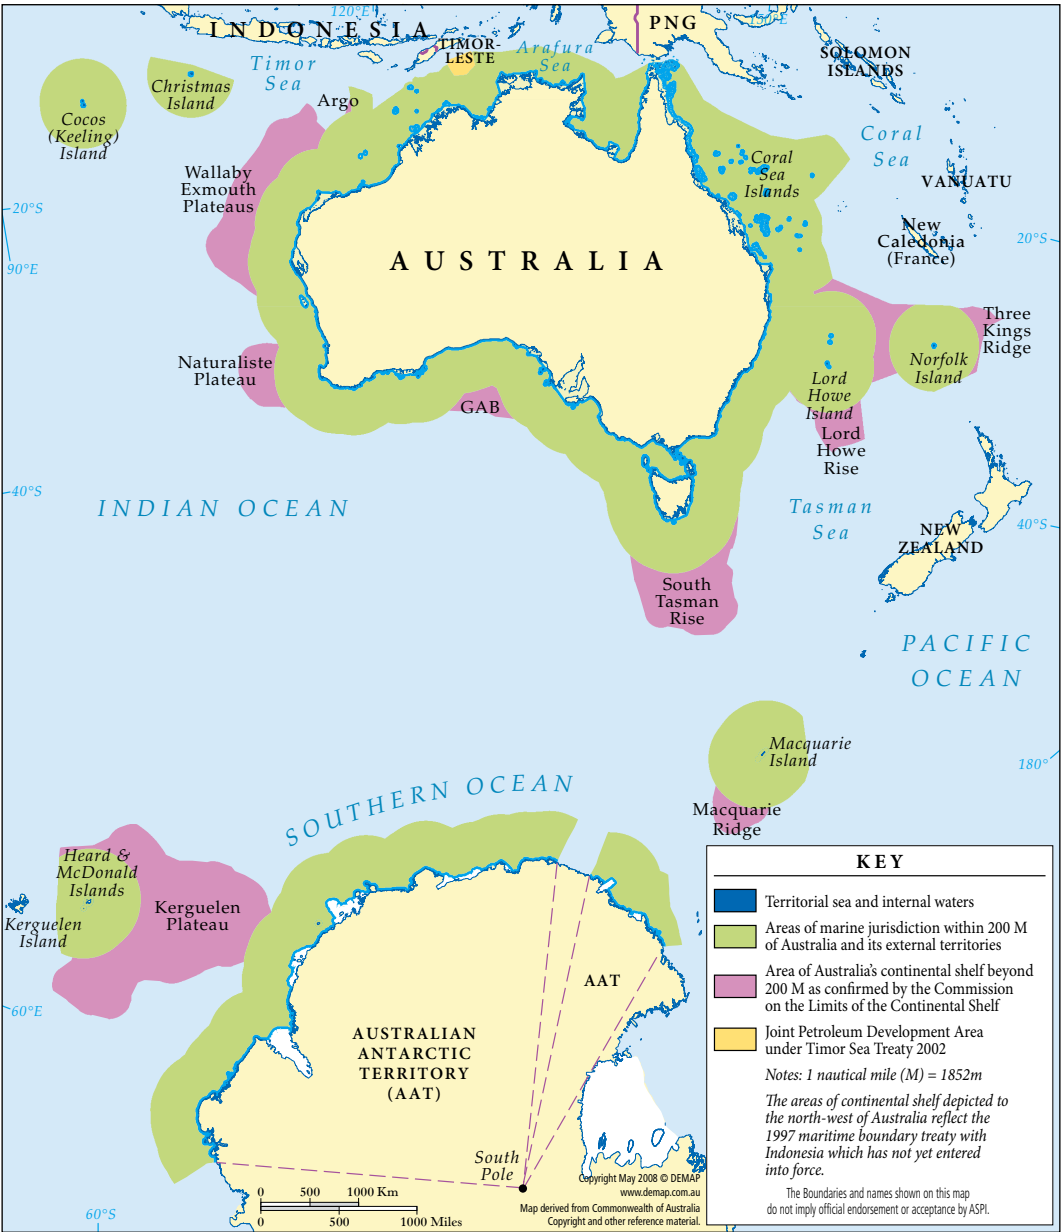 120°E
150°E
INDONESIA
PNG
TIMOR-
LESTE
Arafura
Sea
SOLOMON
ISLANDS
Timor
Sea
Christmas
Island
Argo
Cocos
(Keeling)
Island
Coral
Sea
Coral
Sea
Islands
Wallaby
Exmouth
Plateaus
VANUATU
20°S
New
Caledonia
(France)
20°S
90°E
AUSTRALIA
Three
Kings
Ridge
Naturaliste
Plateau
Norfolk
Island
Lord
Howe
Island
GAB
Lord
Howe
Rise
40°S
INDIAN OCEAN
Tasman
Sea
40°S
NEW
ZEALAND
South
Tasman
Rise
PACIFIC
OCEAN
Macquarie
Island
180°
SOUTHERN OCEAN
Macquarie
Ridge
Heard &
McDonald
Islands
Kerguelen
Island
Kerguelen
Plateau
60°E
AAT
AUSTRALIAN
ANTARCTIC
TERRITORY
(AAT)
South
Pole
60°S
0 500 1000 Km
0 500 1000 Miles
Copyright May 2008 © DEMAP
www.demap.com.au
Map derived from Commonwealth of Australia
Copyright and other reference material.
KEY
Territorial sea and internal waters
Areas of marine jurisdiction within 200 M
of Australia and its external territories
Area of Australia's continental shelf beyond
200 M as confirmed by the Commission
on the Limits of the Continental Shelf
Joint Petroleum Development Area
under Timor Sea Treaty 2002
Notes: 1 nautical mile (M) = 1852m
The areas of continental shelf depicted to
the north-west of Australia reflect the
1997 maritime boundary treaty with
Indonesia which has not yet entered
into force.
The Boundaries and names shown on this map
do not imply official endorsement or acceptance by ASPI.